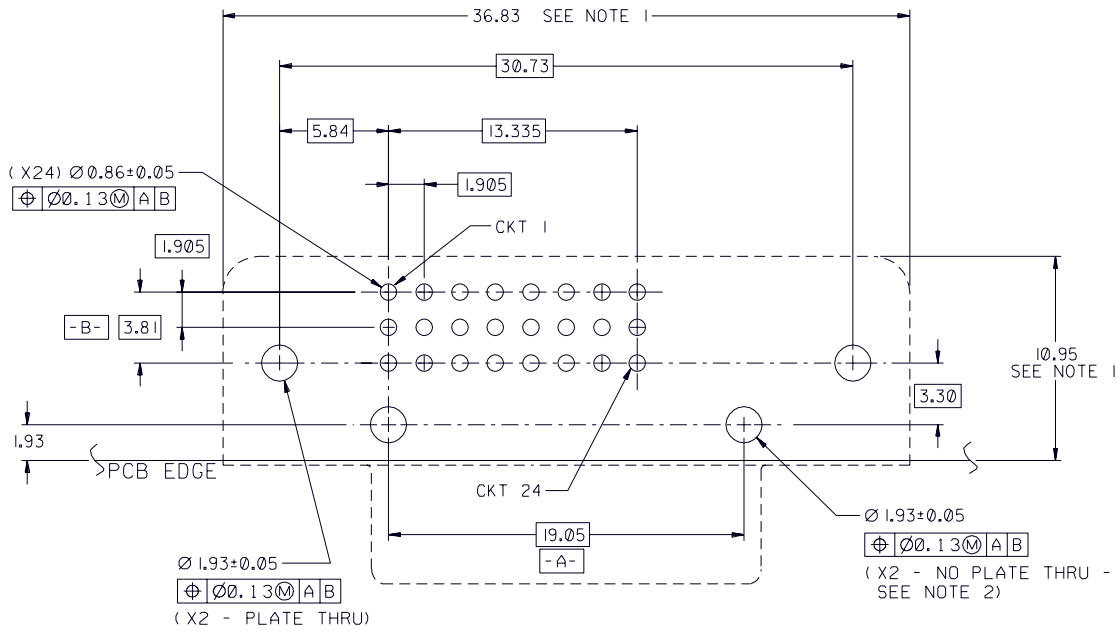 36.83 SEE NOTE 1
30.73
5.84
13.335
(X24) Ø0.86±0.05
⌖ Ø0.13Ⓜ A B
1.905
CKT 1
1.905
-B- 3.81
10.95
SEE NOTE 1
3.30
1.93
PCB EDGE
CKT 24
19.05
-A-
Ø1.93±0.05
⌖ Ø0.13Ⓜ A B
(X2 - NO PLATE THRU -
SEE NOTE 2)
Ø1.93±0.05
⌖ Ø0.13Ⓜ A B
(X2 - PLATE THRU)